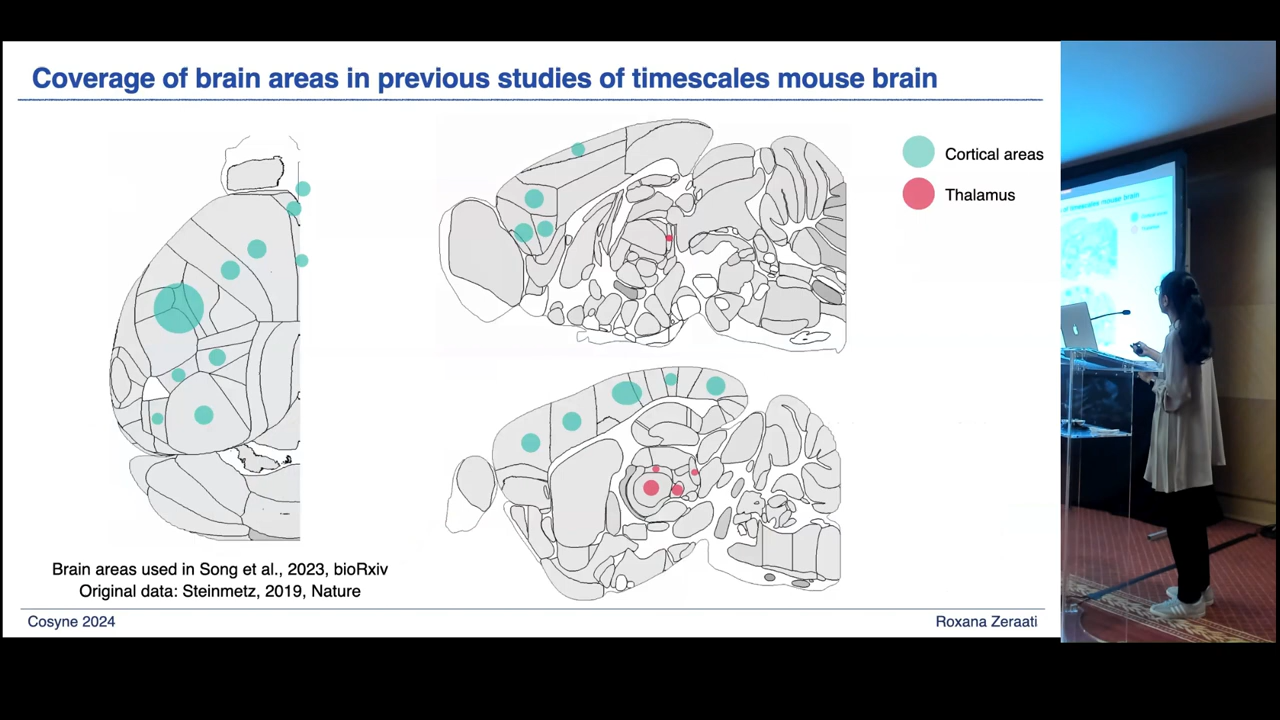 Coverage of brain areas in previous studies of timescales mouse brain
Cortical areas
Thalamus
Brain areas used in Song et al., 2023, bioRxiv
Original data: Steinmetz, 2019, Nature
Cosyne 2024
Roxana Zeraati